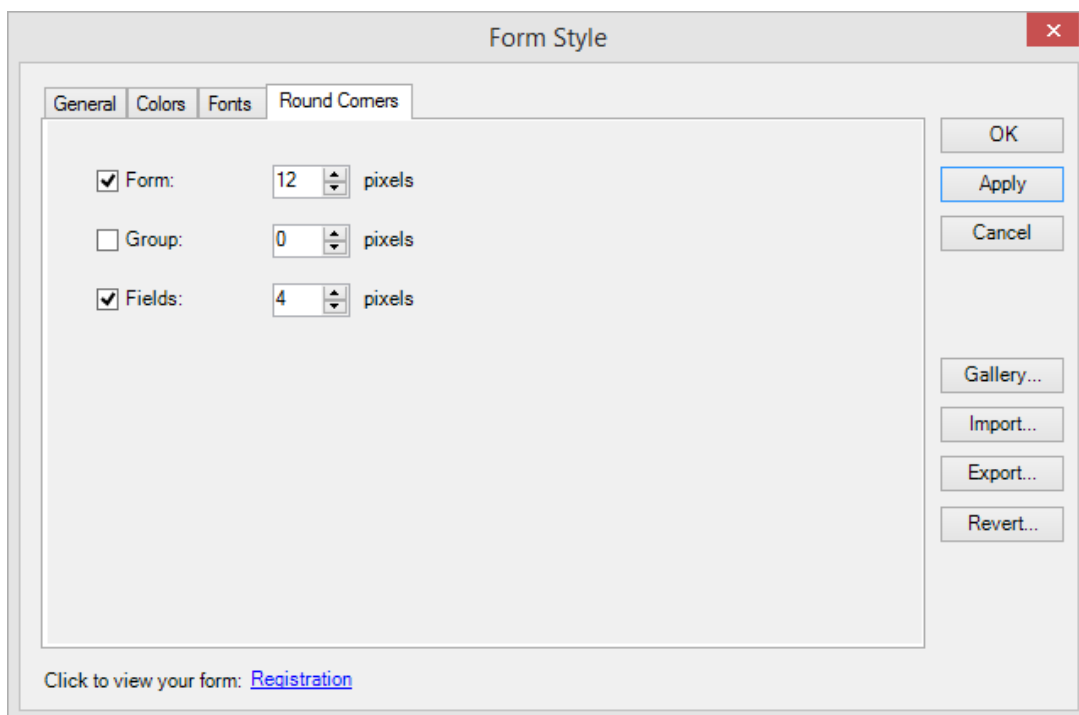 Form Style
General Colors Fonts Round Corners
OK
Form: 12 pixels
Apply
Group: 0 pixels
Cancel
Fields: 4 pixels
Gallery...
Import...
Export...
Revert...
Click to view your form: Registration